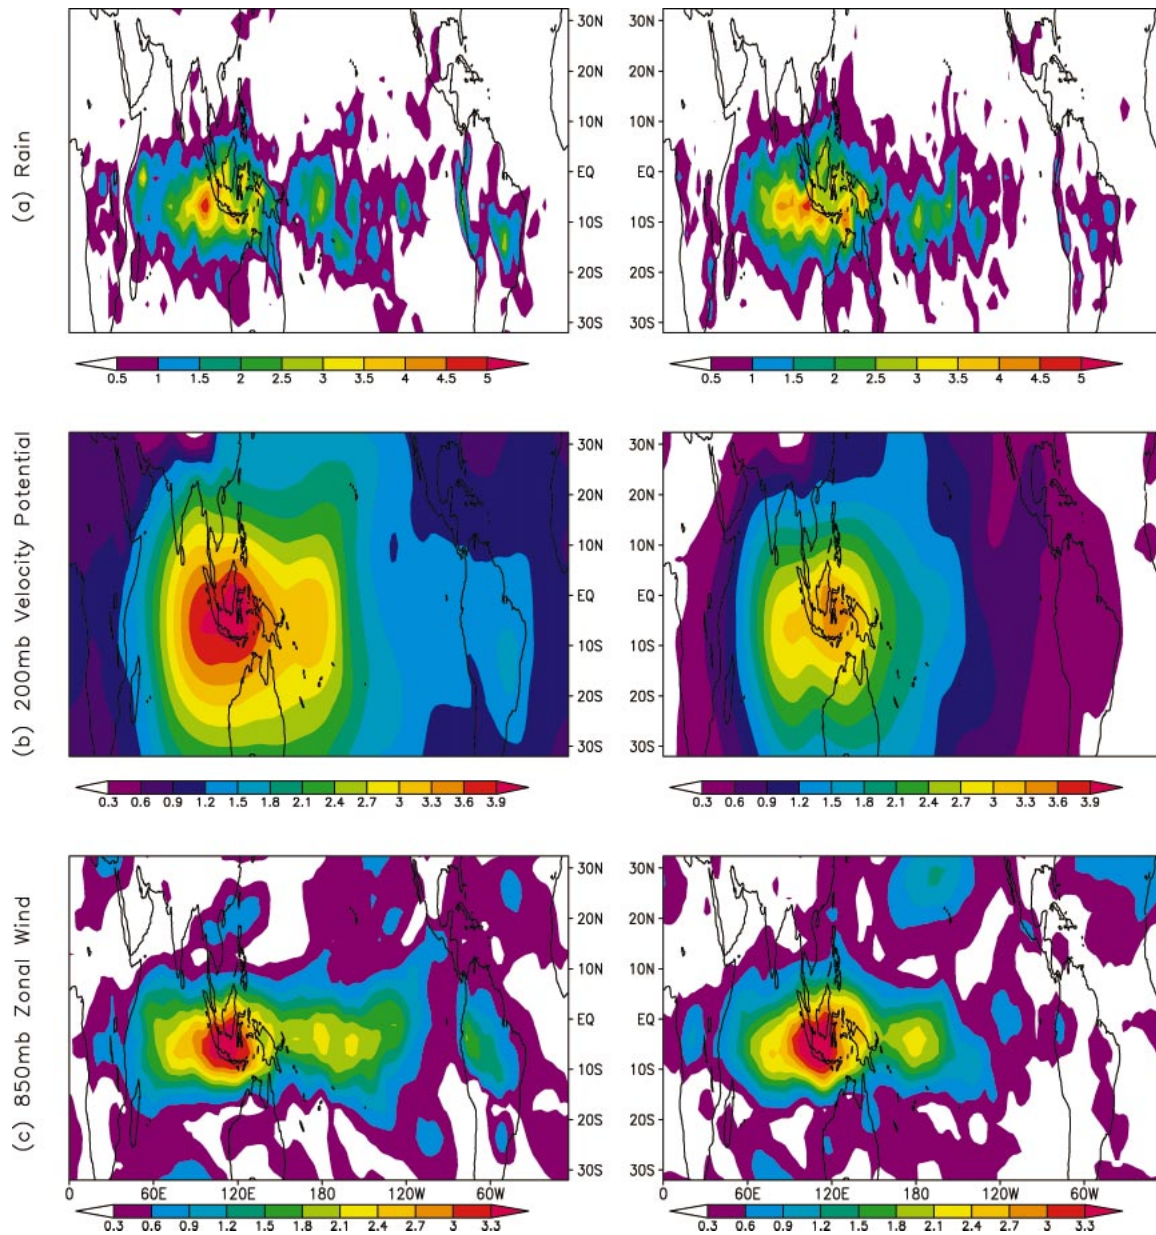 (a) Rain
30N
20N
10N
EQ
10S
20S
30S
30N
20N
10N
EQ
10S
20S
30S
0.5 1 1.5 2 2.5 3 3.5 4 4.5 5
0.5 1 1.5 2 2.5 3 3.5 4 4.5 5
(b) 200mb Velocity Potential
30N
20N
10N
EQ
10S
20S
30S
30N
20N
10N
EQ
10S
20S
30S
0.3 0.6 0.9 1.2 1.5 1.8 2.1 2.4 2.7 3 3.3 3.6 3.9
0.3 0.6 0.9 1.2 1.5 1.8 2.1 2.4 2.7 3 3.3 3.6 3.9
(c) 850mb Zonal Wind
30N
20N
10N
EQ
10S
20S
30S
30N
20N
10N
EQ
10S
20S
30S
0 60E 120E 180 120W 60W
0 60E 120E 180 120W 60W
0.3 0.6 0.9 1.2 1.5 1.8 2.1 2.4 2.7 3 3.3
0.3 0.6 0.9 1.2 1.5 1.8 2.1 2.4 2.7 3 3.3